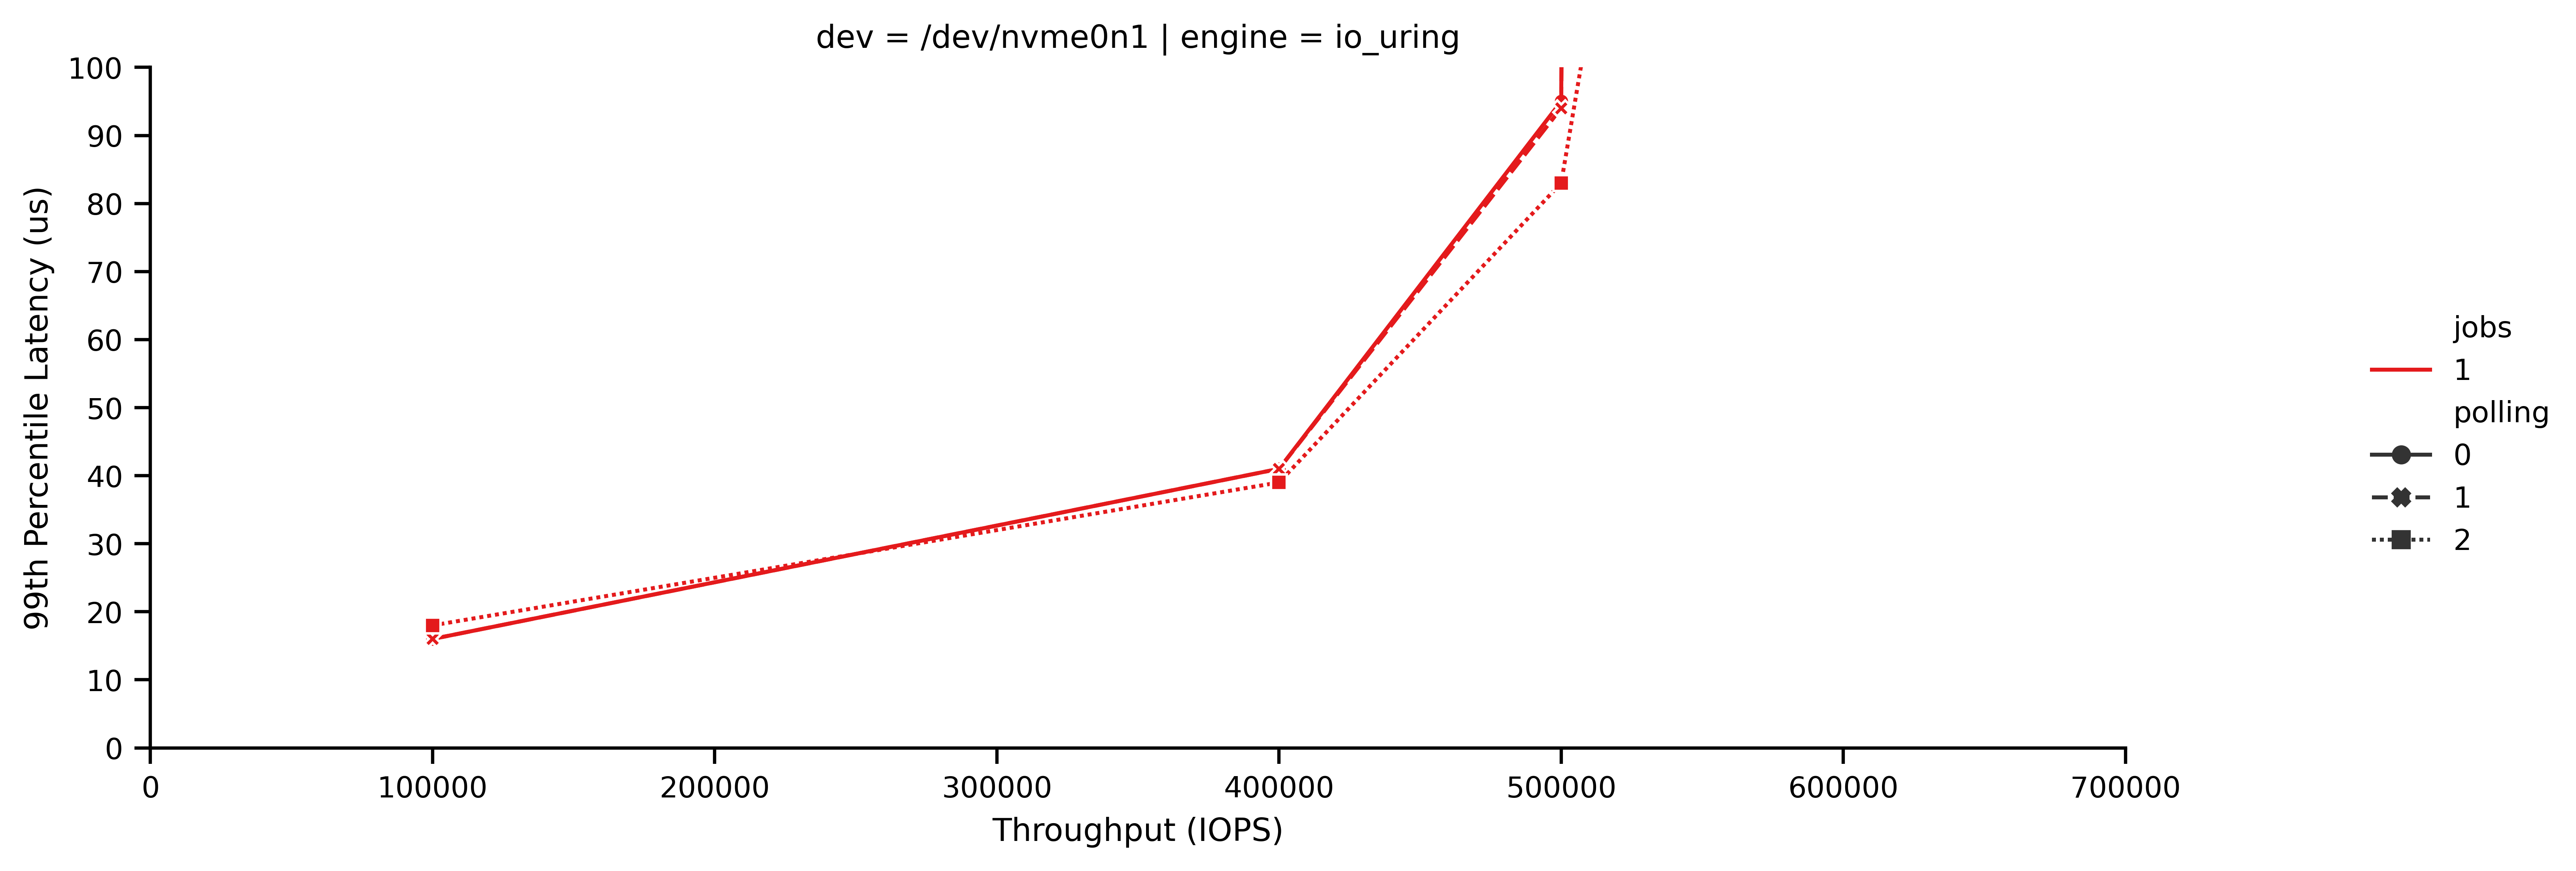 dev = /dev/nvme0n1 | engine = io_uring
99th Percentile Latency (us)
100
90
80
70
60
50
40
30
20
10
0
0 100000 200000 300000 400000 500000 600000 700000
Throughput (IOPS)
jobs
1
polling
0
1
2